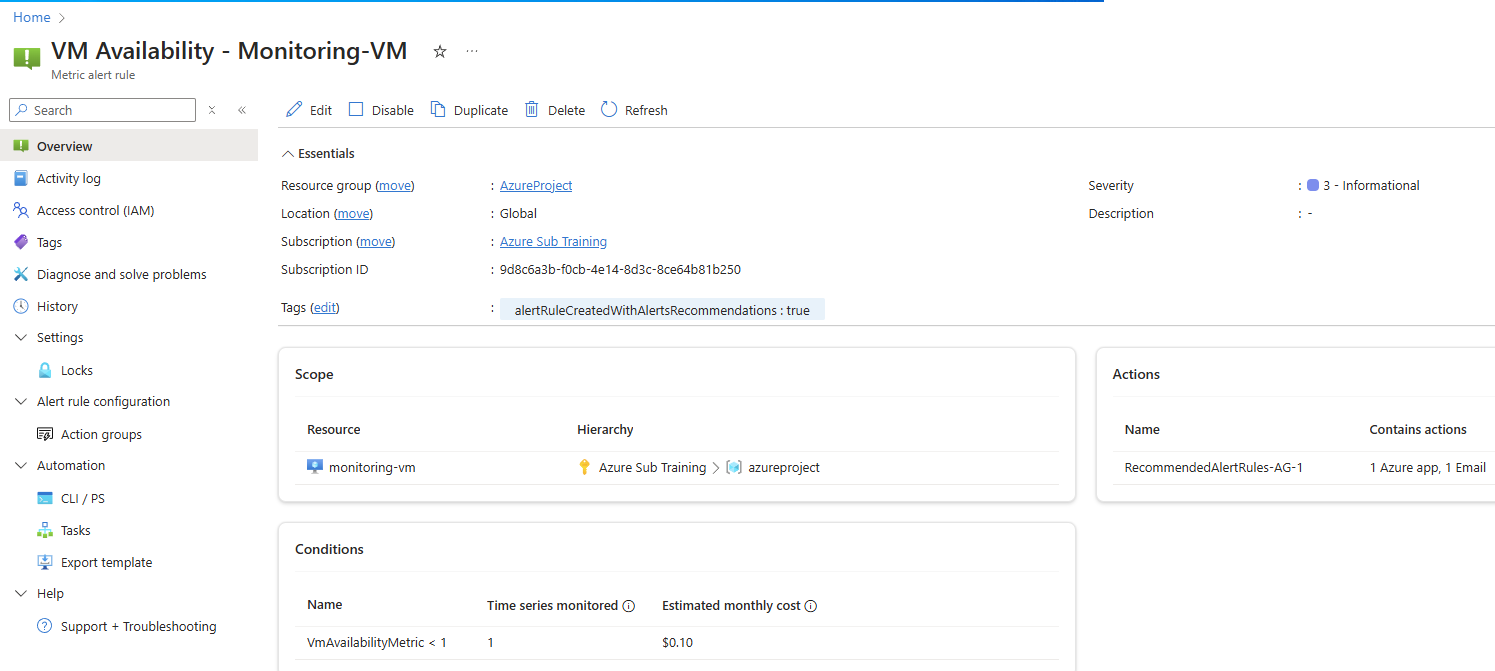 Home
VM Availability - Monitoring-VM
Metric alert rule
Search
Edit Disable Duplicate Delete Refresh
Overview
Activity log
Access control (IAM)
Tags
Diagnose and solve problems
History
Settings
Locks
Alert rule configuration
Action groups
Automation
CLI / PS
Tasks
Export template
Help
Support + Troubleshooting
Essentials
Resource group (move) : AzureProject
Location (move) : Global
Subscription (move) : Azure Sub Training
Subscription ID : 9d8c6a3b-f0cb-4e14-8d3c-8ce64b81b250
Tags (edit) : alertRuleCreatedWithAlertsRecommendations : true
Severity : 3 - Informational
Description : -
Scope
Resource Hierarchy
monitoring-vm Azure Sub Training > azureproject
Actions
Name Contains actions
RecommendedAlertRules-AG-1 1 Azure app, 1 Email
Conditions
Name Time series monitored Estimated monthly cost
VmAvailabilityMetric < 1 1 $0.10